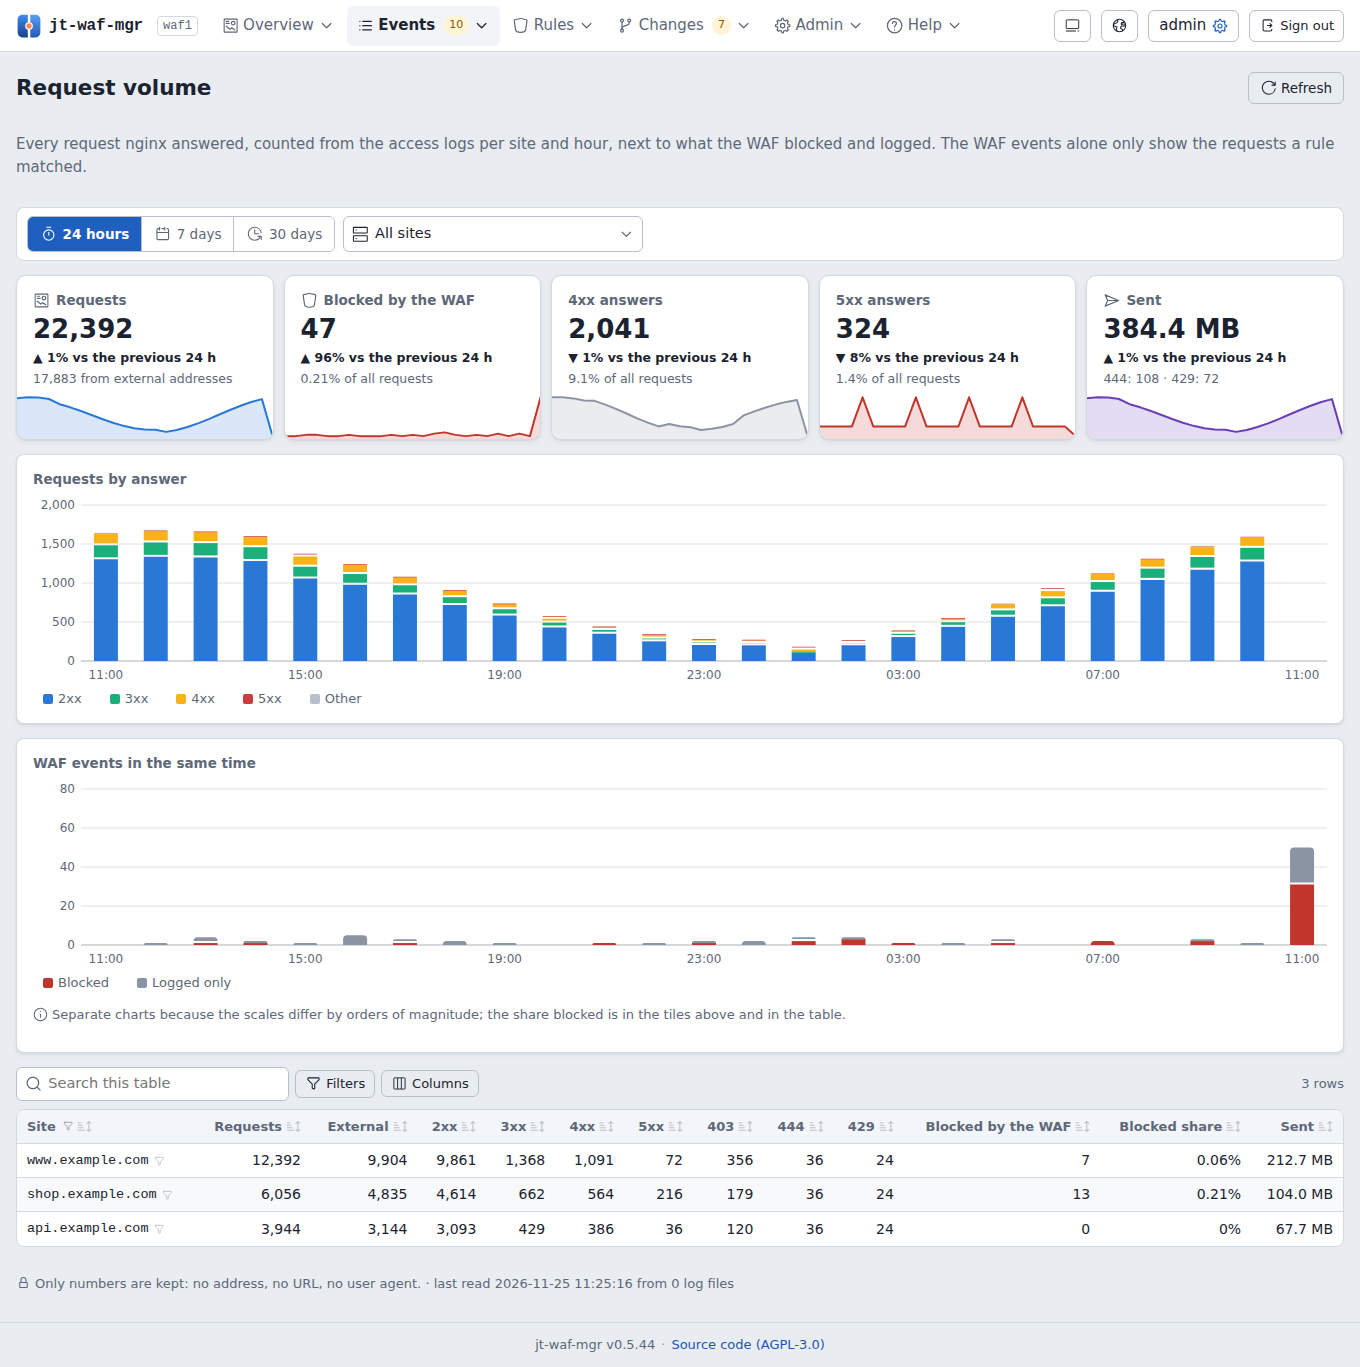 jt-waf-mgr waf1 Overview Events 10 Rules Changes 7 Admin Help admin Sign out
Request volume
Refresh
Every request nginx answered, counted from the access logs per site and hour, next to what the WAF blocked and logged. The WAF events alone only show the requests a rule
matched.
24 hours 7 days 30 days All sites
Requests
22,392
▲ 1% vs the previous 24 h
17,883 from external addresses
Blocked by the WAF
47
▲ 96% vs the previous 24 h
0.21% of all requests
4xx answers
2,041
▼ 1% vs the previous 24 h
9.1% of all requests
5xx answers
324
▼ 8% vs the previous 24 h
1.4% of all requests
Sent
384.4 MB
▲ 1% vs the previous 24 h
444: 108 · 429: 72
Requests by answer
2,000
1,500
1,000
500
0
11:00 15:00 19:00 23:00 03:00 07:00 11:00
2xx 3xx 4xx 5xx Other
WAF events in the same time
80
60
40
20
0
11:00 15:00 19:00 23:00 03:00 07:00 11:00
Blocked Logged only
Separate charts because the scales differ by orders of magnitude; the share blocked is in the tiles above and in the table.
Search this table Filters Columns 3 rows
Site Requests External 2xx 3xx 4xx 5xx 403 444 429 Blocked by the WAF Blocked share Sent
www.example.com 12,392 9,904 9,861 1,368 1,091 72 356 36 24 7 0.06% 212.7 MB
shop.example.com 6,056 4,835 4,614 662 564 216 179 36 24 13 0.21% 104.0 MB
api.example.com 3,944 3,144 3,093 429 386 36 120 36 24 0 0% 67.7 MB
Only numbers are kept: no address, no URL, no user agent. · last read 2026-11-25 11:25:16 from 0 log files
jt-waf-mgr v0.5.44 · Source code (AGPL-3.0)